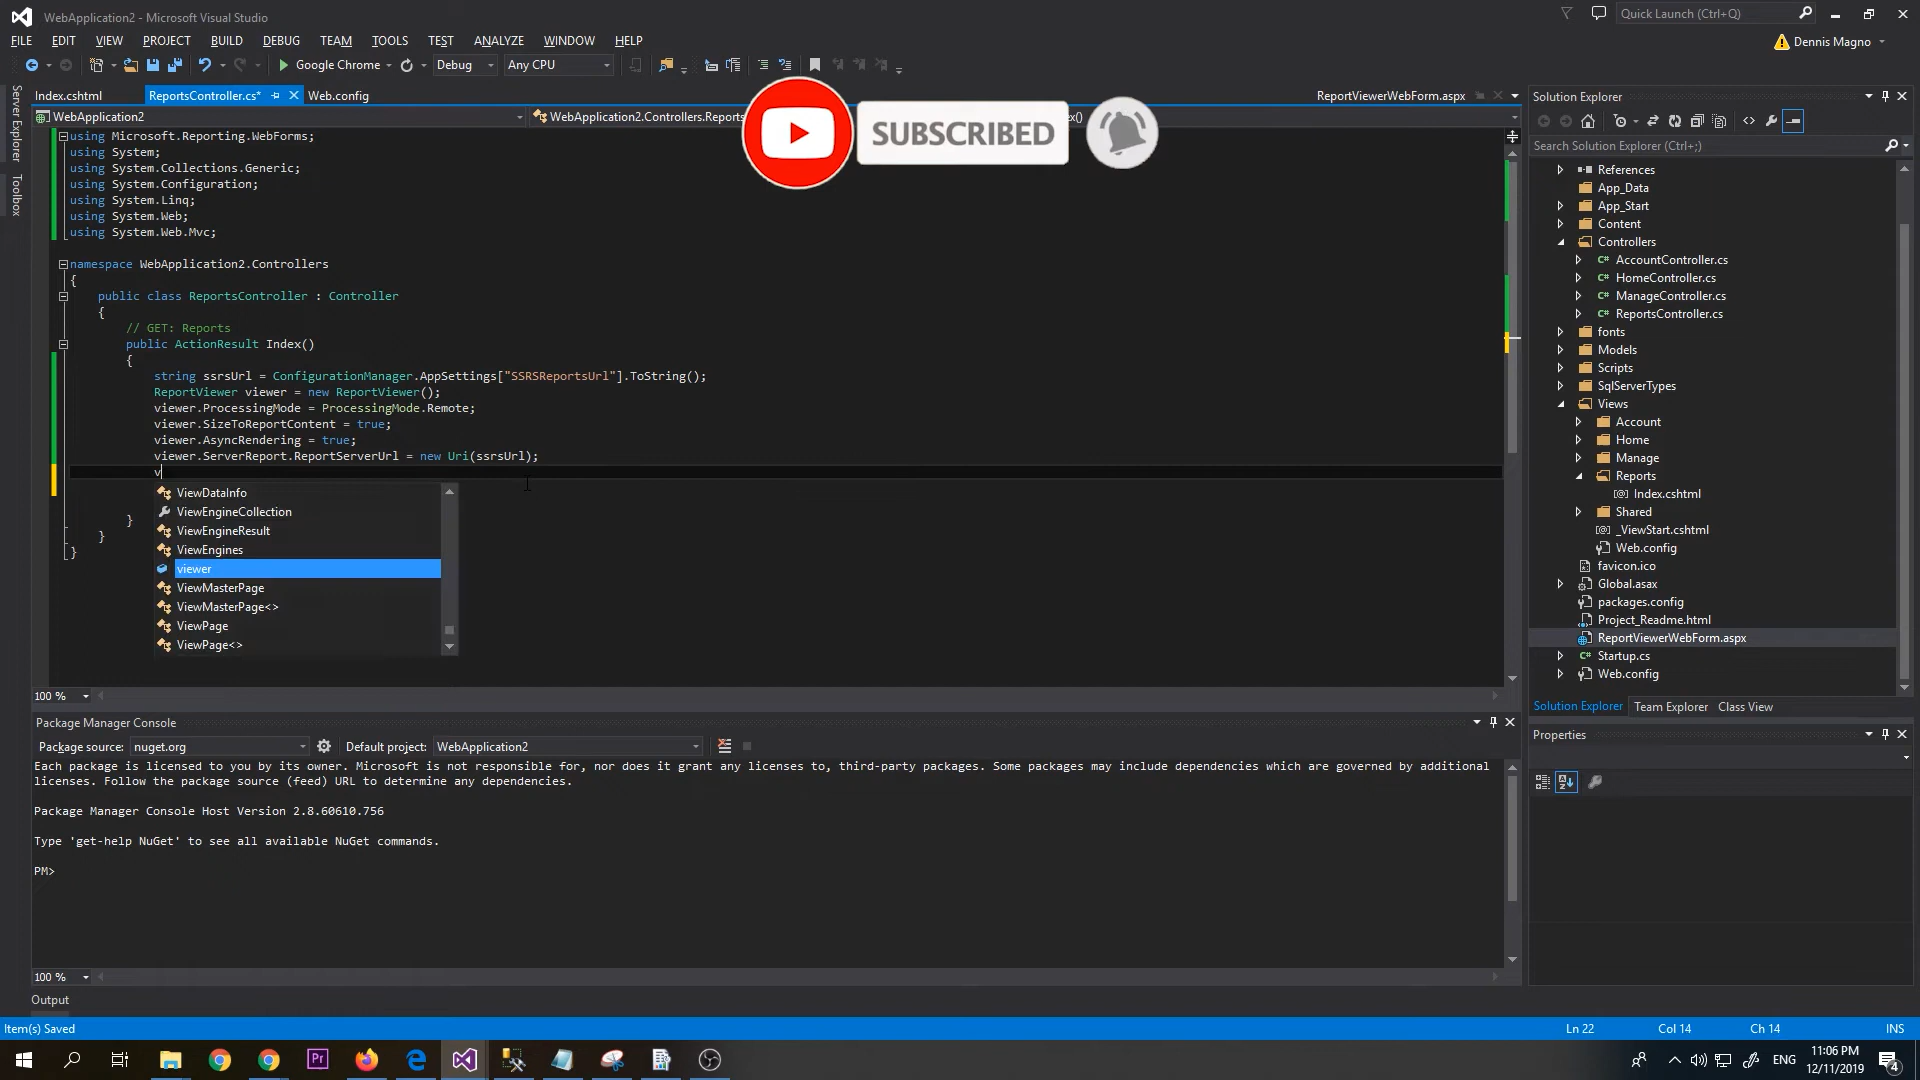 WebApplication2 - Microsoft Visual Studio
Quick Launch (Ctrl+Q)
FILE EDIT VIEW PROJECT BUILD DEBUG TEAM TOOLS TEST ANALYZE WINDOW HELP
Dennis Magno
Google Chrome
Debug
Any CPU
Server Explorer
Toolbox
Index.cshtml
ReportsController.cs*
Web.config
ReportViewerWebForm.aspx
WebApplication2
WebApplication2.Controllers.Reports
SUBSCRIBED
using Microsoft.Reporting.WebForms;
using System;
using System.Collections.Generic;
using System.Configuration;
using System.Linq;
using System.Web;
using System.Web.Mvc;
namespace WebApplication2.Controllers
{
public class ReportsController : Controller
{
// GET: Reports
public ActionResult Index()
{
string ssrsUrl = ConfigurationManager.AppSettings["SSRSReportsUrl"].ToString();
ReportViewer viewer = new ReportViewer();
viewer.ProcessingMode = ProcessingMode.Remote;
viewer.SizeToReportContent = true;
viewer.AsyncRendering = true;
viewer.ServerReport.ReportServerUrl = new Uri(ssrsUrl);
v
ViewDataInfo
ViewEngineCollection
ViewEngineResult
ViewEngines
viewer
ViewMasterPage
ViewMasterPage<>
ViewPage
ViewPage<>
}
}
}
100 %
Package Manager Console
Package source: nuget.org
Default project: WebApplication2
Each package is licensed to you by its owner. Microsoft is not responsible for, nor does it grant any licenses to, third-party packages. Some packages may include dependencies which are governed by additional
licenses. Follow the package source (feed) URL to determine any dependencies.
Package Manager Console Host Version 2.8.60610.756
Type 'get-help NuGet' to see all available NuGet commands.
PM>
100 %
Output
Solution Explorer
Search Solution Explorer (Ctrl+;)
References
App_Data
App_Start
Content
Controllers
AccountController.cs
HomeController.cs
ManageController.cs
ReportsController.cs
fonts
Models
Scripts
SqlServerTypes
Views
Account
Home
Manage
Reports
Index.cshtml
Shared
_ViewStart.cshtml
Web.config
favicon.ico
Global.asax
packages.config
Project_Readme.html
ReportViewerWebForm.aspx
Startup.cs
Web.config
Solution Explorer Team Explorer Class View
Properties
Item(s) Saved
Ln 22
Col 14
Ch 14
INS
Pr
ENG
11:06 PM
12/11/2019
4